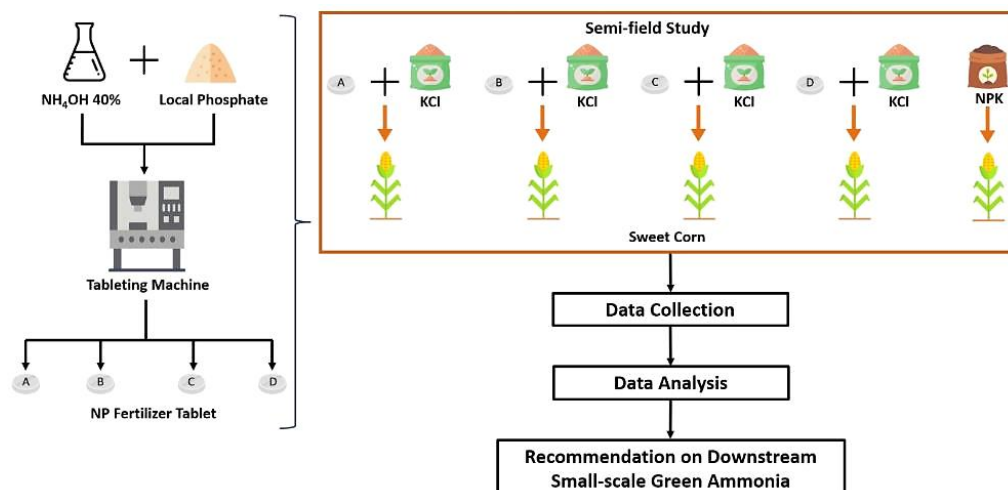 NH₄OH 40%
Local Phosphate
Tableting Machine
A
B
C
D
NP Fertilizer Tablet
Semi-field Study
A
KCl
B
KCl
C
KCl
D
KCl
NPK
Sweet Corn
Data Collection
Data Analysis
Recommendation on Downstream
Small-scale Green Ammonia